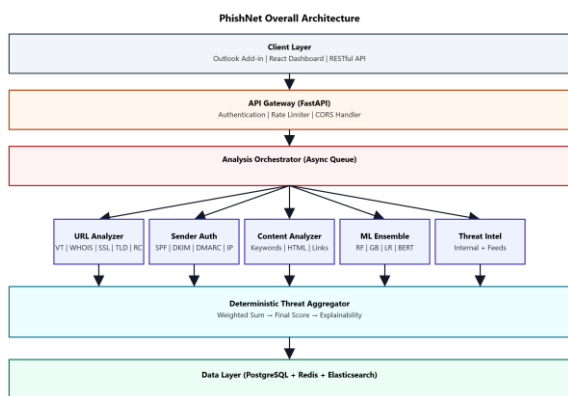 PhishNet Overall Architecture
Client Layer
Outlook Add-in | React Dashboard | RESTful API
API Gateway (FastAPI)
Authentication | Rate Limiter | CORS Handler
Analysis Orchestrator (Async Queue)
URL Analyzer
VT | WHOIS | SSL | TLD | RC
Sender Auth
SPF | DKIM | DMARC | IP
Content Analyzer
Keywords | HTML | Links
ML Ensemble
RF | GB | LR | BERT
Threat Intel
Internal + Feeds
Deterministic Threat Aggregator
Weighted Sum → Final Score → Explainability
Data Layer (PostgreSQL + Redis + Elasticsearch)